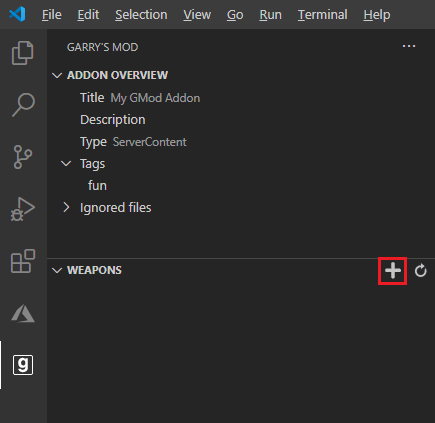 File Edit View Go Run Terminal Help
GARRY'S MOD
ADDON OVERVIEW
Title My GMod Addon
Description
Type ServerContent
Tags
fun
Ignored files
WEAPONS
g